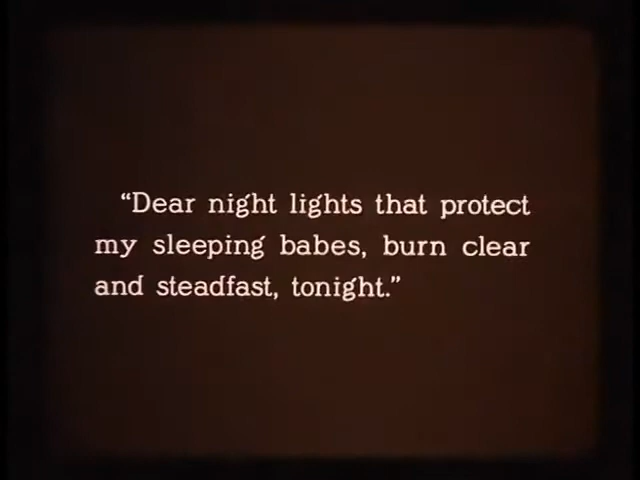 “Dear night lights that protect
my sleeping babes, burn clear
and steadfast, tonight.”